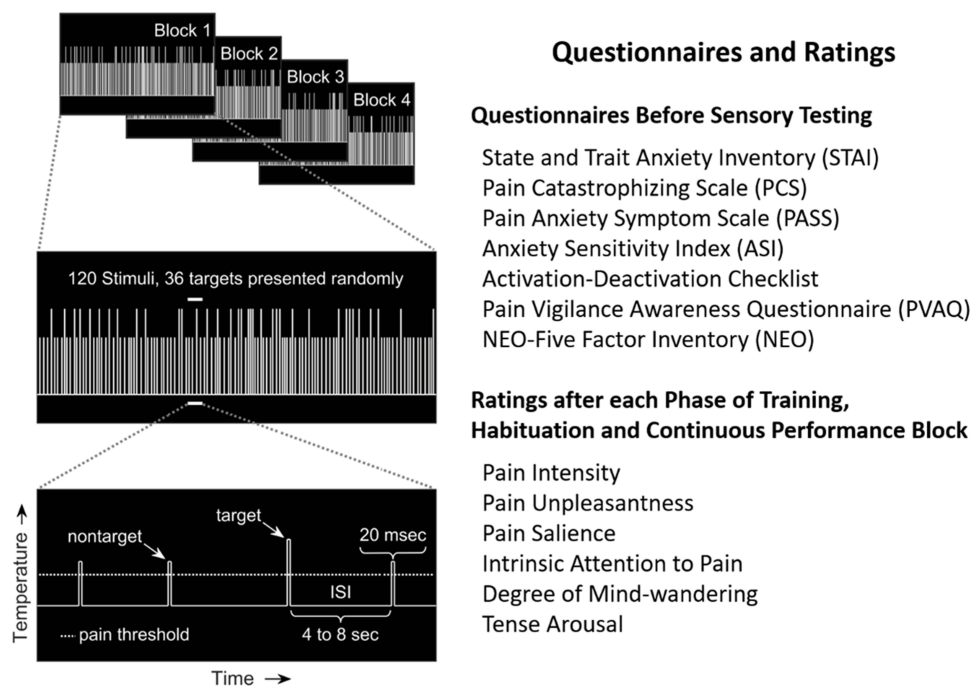 Block 1
Block 2
Block 3
Block 4
120 Stimuli, 36 targets presented randomly
target
nontarget
20 msec
ISI
pain threshold
4 to 8 sec
Temperature
Time
Questionnaires and Ratings
Questionnaires Before Sensory Testing
State and Trait Anxiety Inventory (STAI)
Pain Catastrophizing Scale (PCS)
Pain Anxiety Symptom Scale (PASS)
Anxiety Sensitivity Index (ASI)
Activation-Deactivation Checklist
Pain Vigilance Awareness Questionnaire (PVAQ)
NEO-Five Factor Inventory (NEO)
Ratings after each Phase of Training,
Habituation and Continuous Performance Block
Pain Intensity
Pain Unpleasantness
Pain Salience
Intrinsic Attention to Pain
Degree of Mind-wandering
Tense Arousal